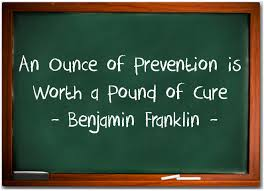 An Ounce of Prevention is
Worth a Pound of Cure
- Benjamin Franklin -